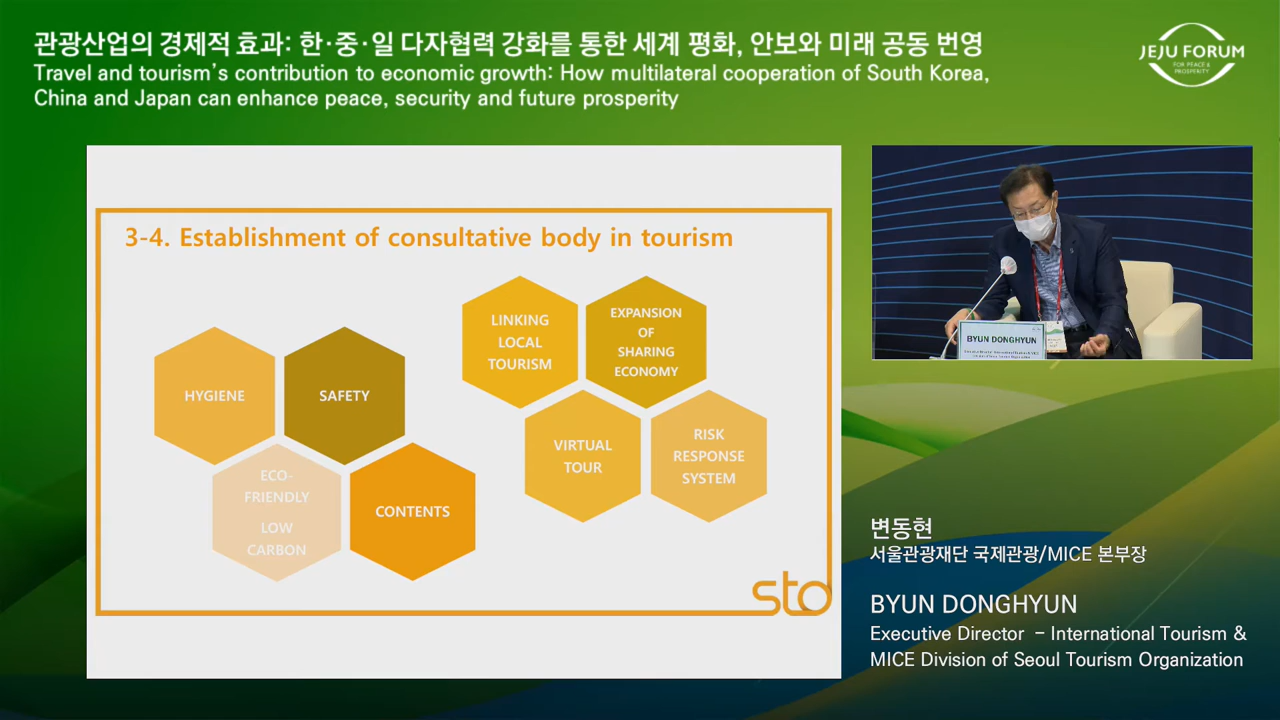 관광산업의 경제적 효과: 한·중·일 다자협력 강화를 통한 세계 평화, 안보와 미래 공동 번영
Travel and tourism's contribution to economic growth: How multilateral cooperation of South Korea,
China and Japan can enhance peace, security and future prosperity
JEJU FORUM
FOR PEACE &
PROSPERITY
3-4. Establishment of consultative body in tourism
HYGIENE
SAFETY
ECO-
FRIENDLY
LOW
CARBON
CONTENTS
LINKING
LOCAL
TOURISM
EXPANSION
OF
SHARING
ECONOMY
VIRTUAL
TOUR
RISK
RESPONSE
SYSTEM
sto
BYUN DONGHYUN
변동현
서울관광재단 국제관광/MICE 본부장
BYUN DONGHYUN
Executive Director - International Tourism &
MICE Division of Seoul Tourism Organization